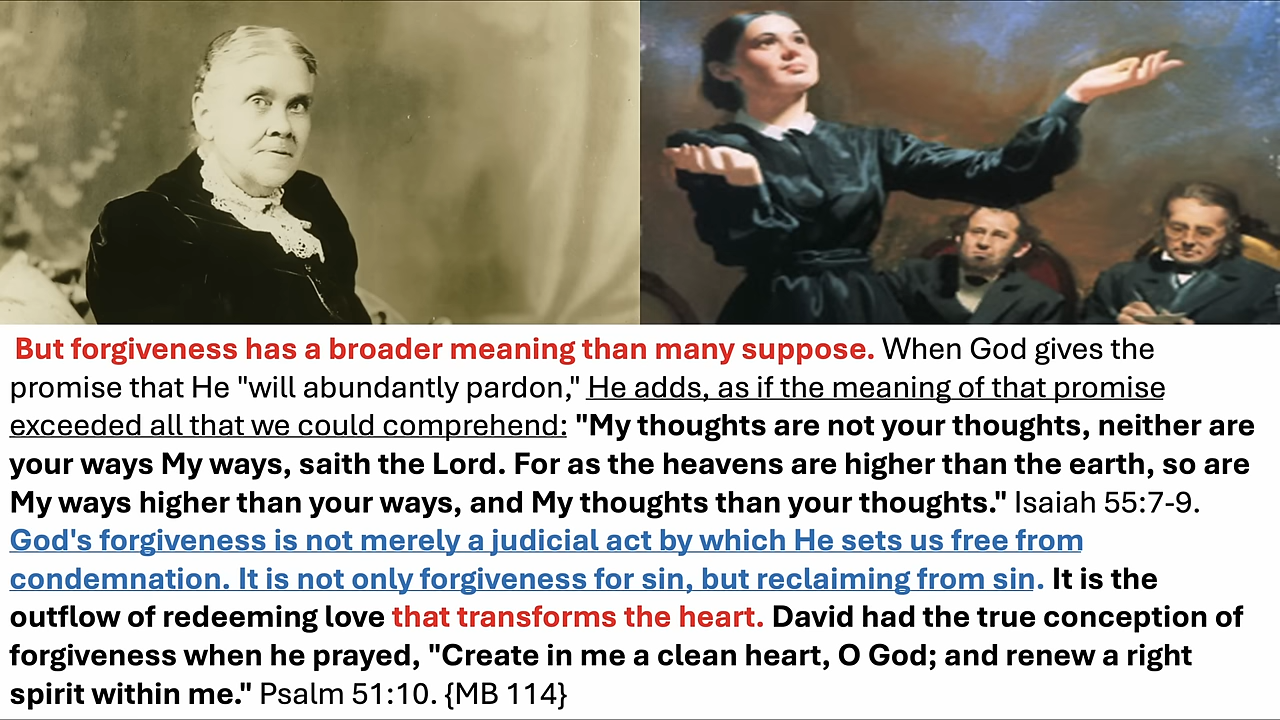 But forgiveness has a broader meaning than many suppose. When God gives the
promise that He "will abundantly pardon," He adds, as if the meaning of that promise
exceeded all that we could comprehend: "My thoughts are not your thoughts, neither are
your ways My ways, saith the Lord. For as the heavens are higher than the earth, so are
My ways higher than your ways, and My thoughts than your thoughts." Isaiah 55:7-9.
God's forgiveness is not merely a judicial act by which He sets us free from
condemnation. It is not only forgiveness for sin, but reclaiming from sin. It is the
outflow of redeeming love that transforms the heart. David had the true conception of
forgiveness when he prayed, "Create in me a clean heart, O God; and renew a right
spirit within me." Psalm 51:10. {MB 114}